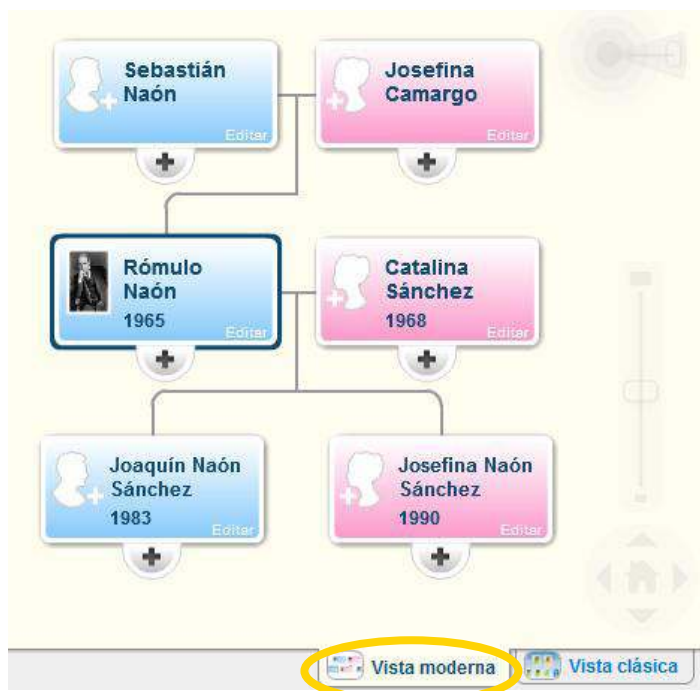 Sebastián
Naón
Editar
Josefina
Camargo
Editar
Rómulo
Naón
1965
Editar
Catalina
Sánchez
1968
Editar
Joaquín Naón
Sánchez
1983
Editar
Josefina Naón
Sánchez
1990
Editar
Vista moderna
Vista clásica